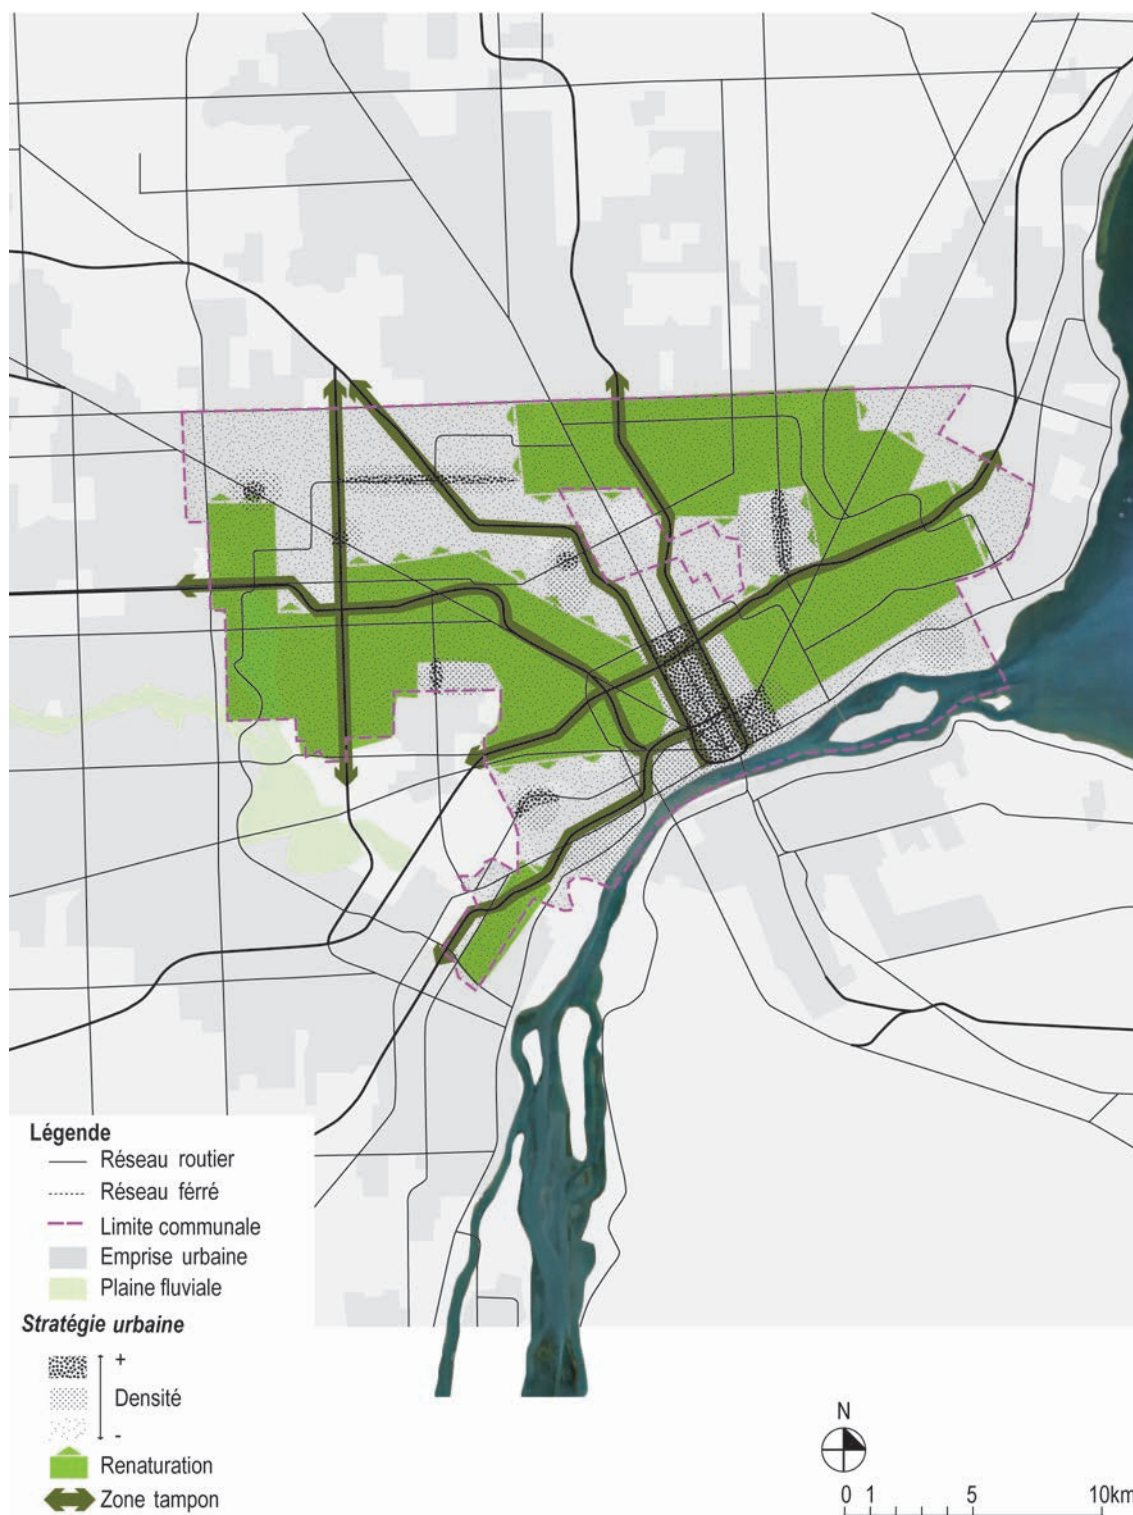 Légende
Réseau routier
Réseau férré
Limite communale
Emprise urbaine
Plaine fluviale
Stratégie urbaine
+
Densité
-
Renaturation
Zone tampon
N
0 1 5 10km